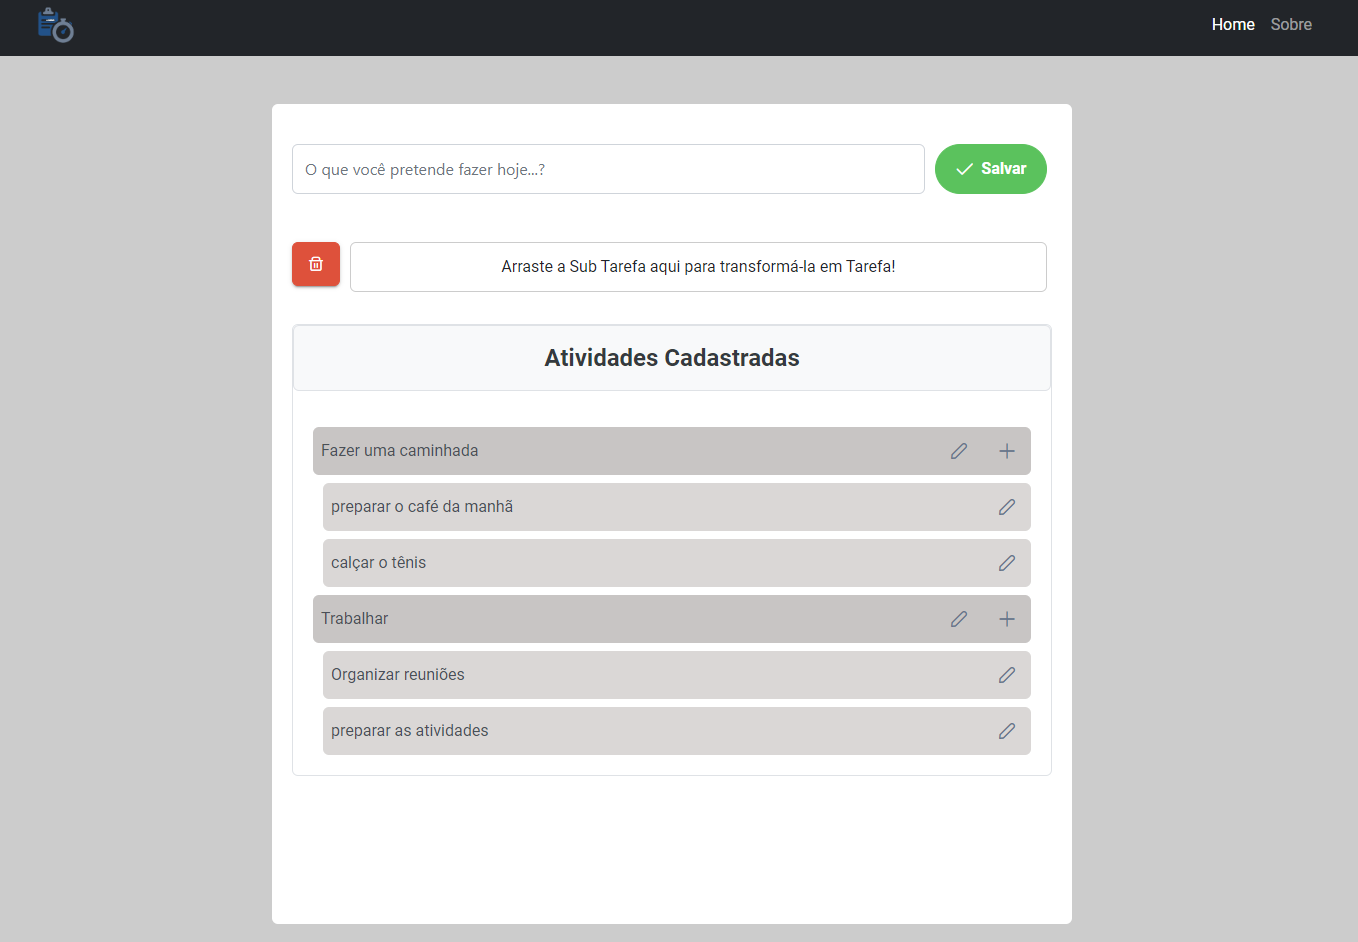 Home Sobre
O que você pretende fazer hoje...?
Salvar
Arraste a Sub Tarefa aqui para transformá-la em Tarefa!
Atividades Cadastradas
Fazer uma caminhada
preparar o café da manhã
calçar o tênis
Trabalhar
Organizar reuniões
preparar as atividades